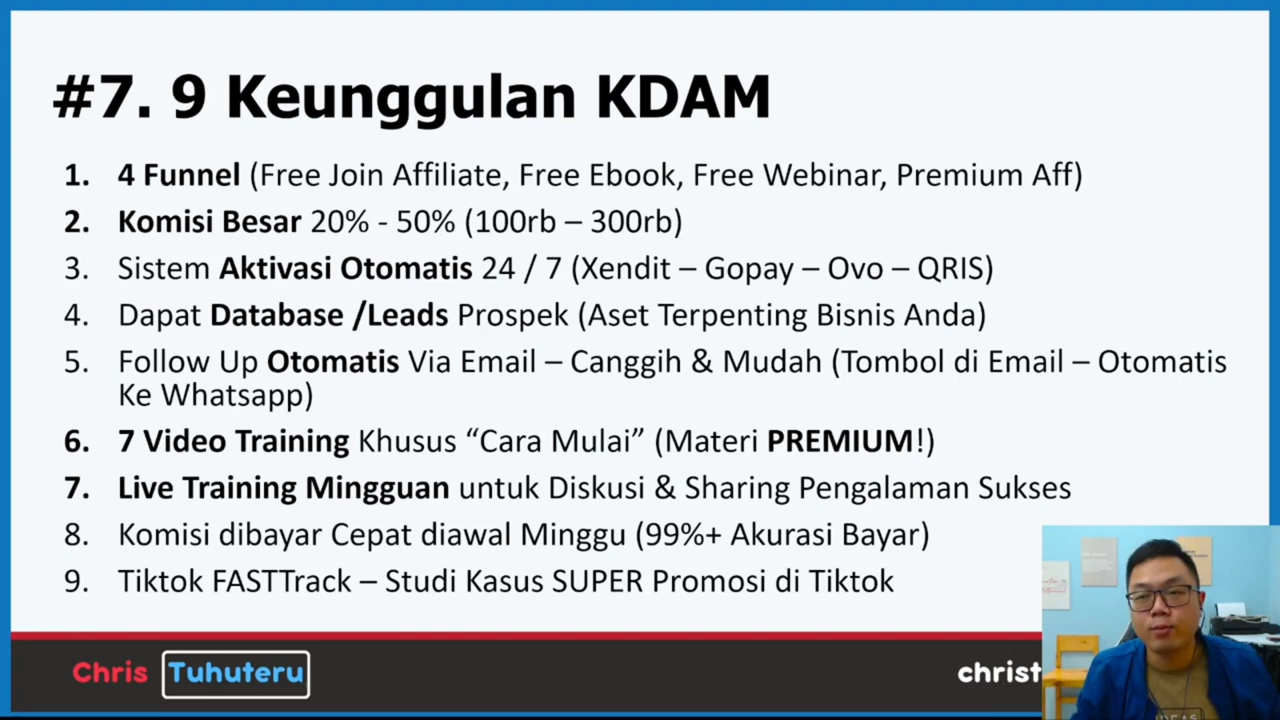 #7. 9 Keunggulan KDAM
1. 4 Funnel (Free Join Affiliate, Free Ebook, Free Webinar, Premium Aff)
2. Komisi Besar 20% - 50% (100rb – 300rb)
3. Sistem Aktivasi Otomatis 24 / 7 (Xendit – Gopay – Ovo – QRIS)
4. Dapat Database /Leads Prospek (Aset Terpenting Bisnis Anda)
5. Follow Up Otomatis Via Email – Canggih & Mudah (Tombol di Email – Otomatis
Ke Whatsapp)
6. 7 Video Training Khusus “Cara Mulai” (Materi PREMIUM!)
7. Live Training Mingguan untuk Diskusi & Sharing Pengalaman Sukses
8. Komisi dibayar Cepat diawal Minggu (99%+ Akurasi Bayar)
9. Tiktok FASTTrack – Studi Kasus SUPER Promosi di Tiktok
Chris Tuhuteru
christ